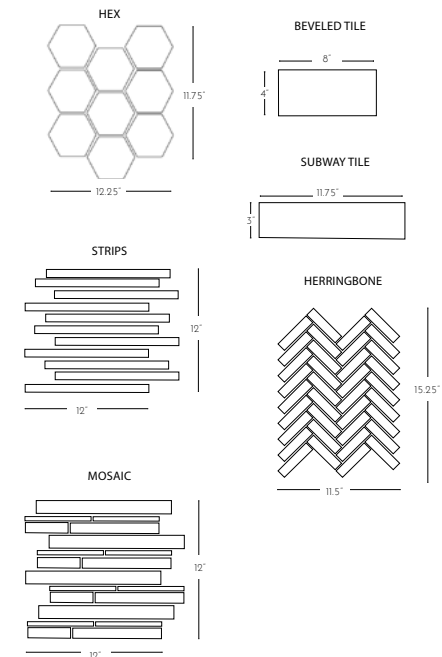 HEX
11.75"
12.25"
BEVELED TILE
8"
4"
SUBWAY TILE
11.75"
3"
STRIPS
12"
12"
HERRINGBONE
15.25"
11.5"
MOSAIC
12"
12"